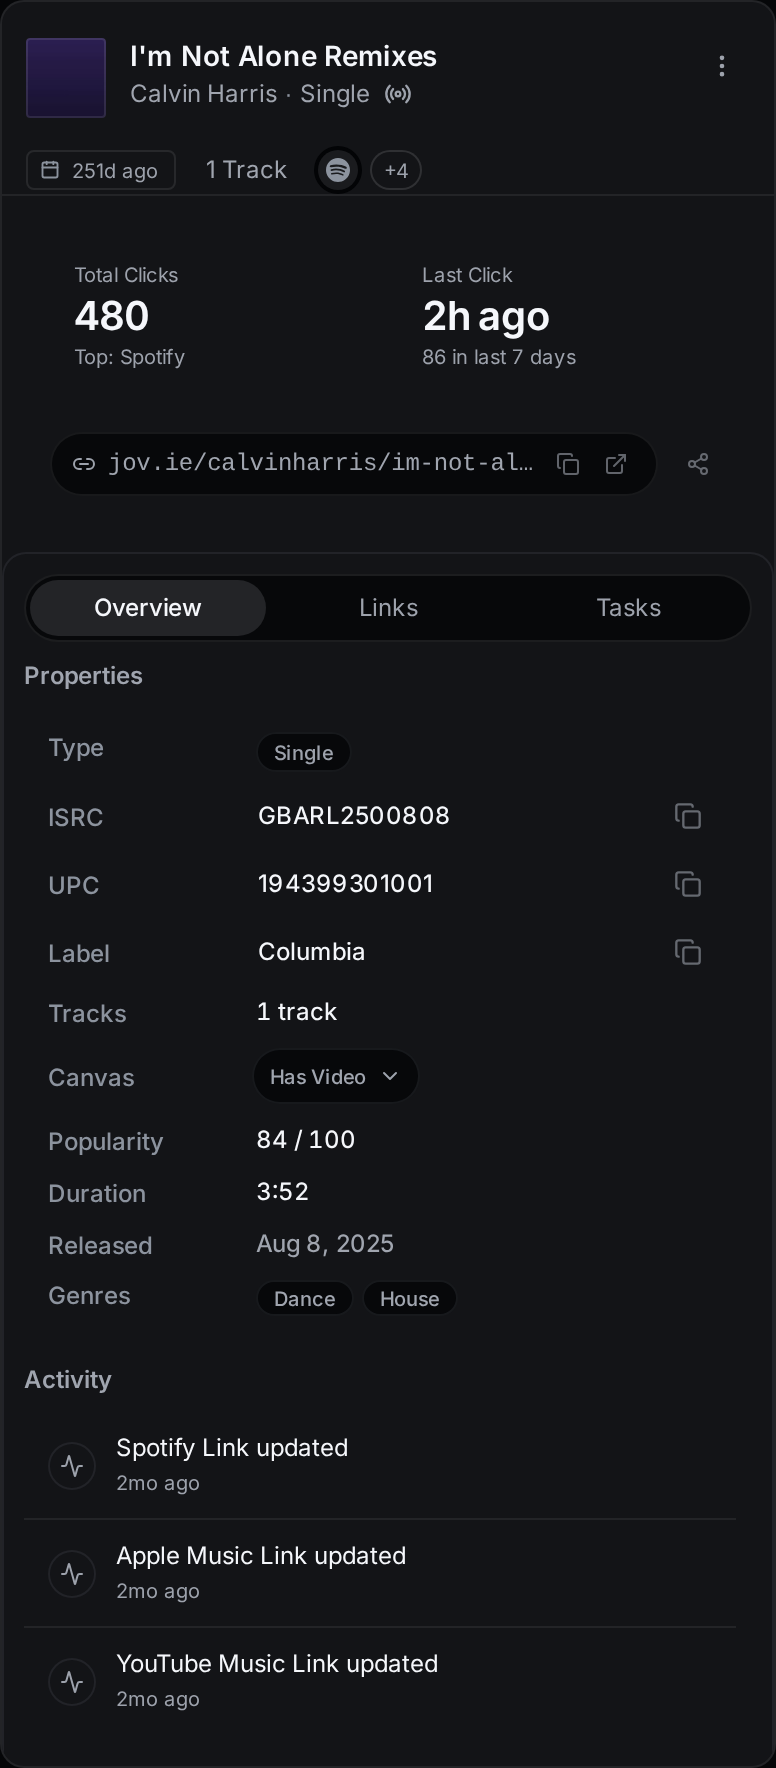 I'm Not Alone Remixes
Calvin Harris · Single
251d ago 1 Track +4
Total Clicks Last Click
480 2h ago
Top: Spotify 86 in last 7 days
jov.ie/calvinharris/im-not-al…
Overview Links Tasks
Properties
Type Single
ISRC GBARL2500808
UPC 194399301001
Label Columbia
Tracks 1 track
Canvas Has Video
Popularity 84 / 100
Duration 3:52
Released Aug 8, 2025
Genres Dance House
Activity
Spotify Link updated
2mo ago
Apple Music Link updated
2mo ago
YouTube Music Link updated
2mo ago